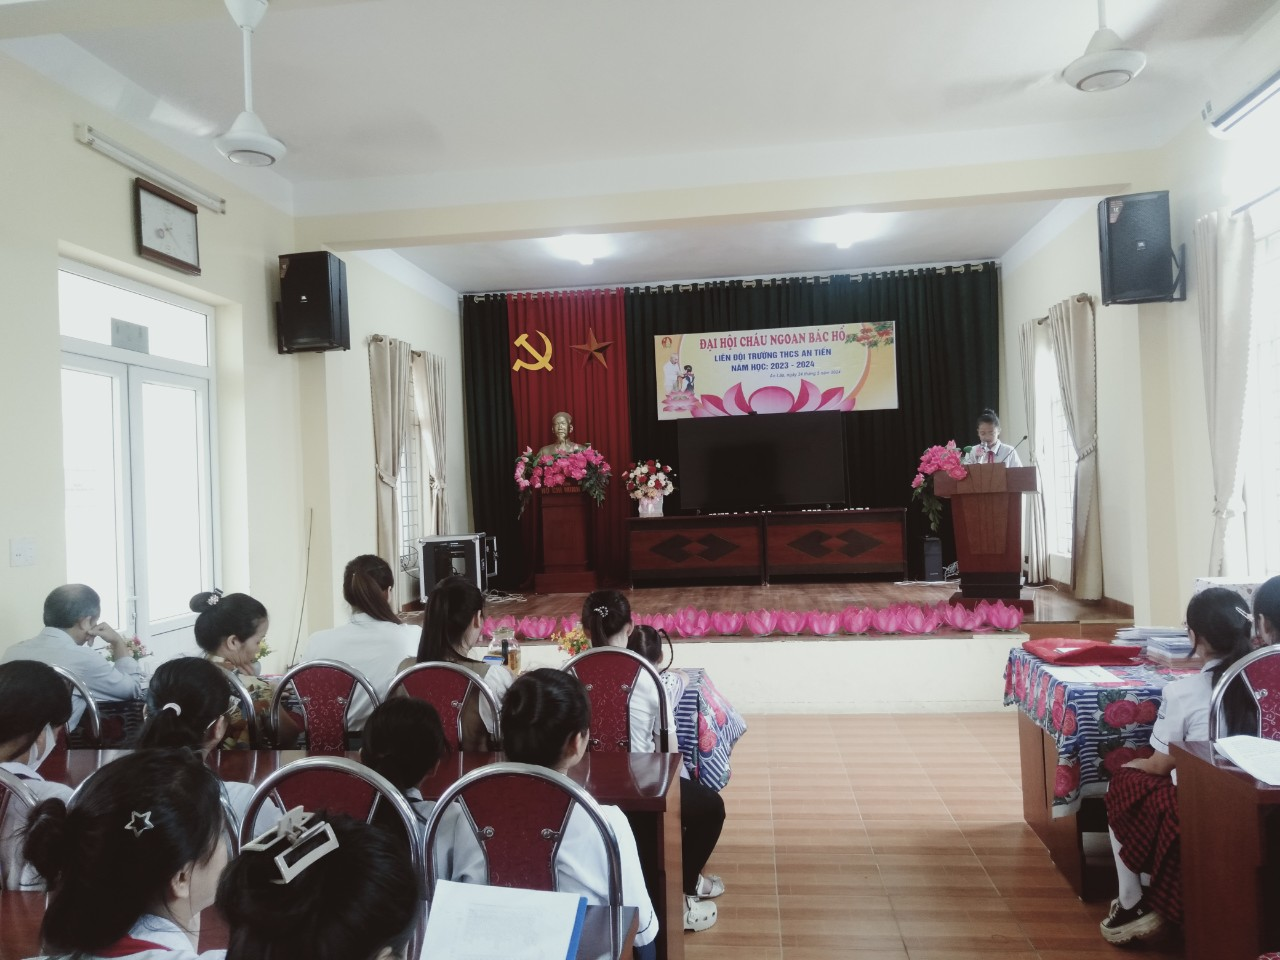 ĐẠI HỘI CHÁU NGOAN BÁC HỒ
LIÊN ĐỘI TRƯỜNG THCS AN TIẾN
NĂM HỌC: 2023 - 2024